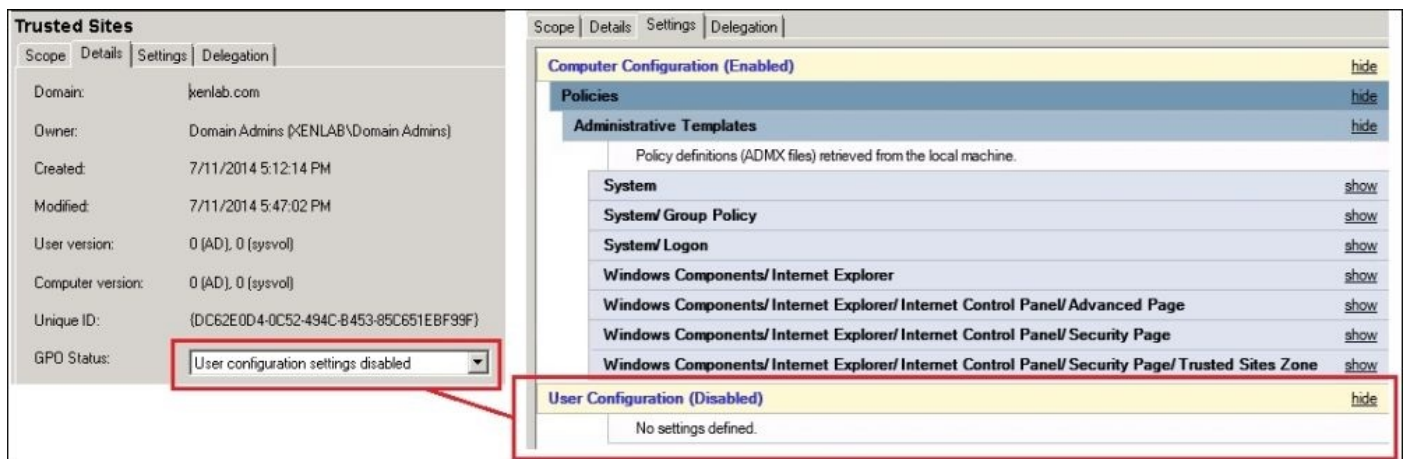 Trusted Sites
Scope Details Settings Delegation
Domain: xenlab.com
Owner: Domain Admins (XENLAB\Domain Admins)
Created: 7/11/2014 5:12:14 PM
Modified: 7/11/2014 5:47:02 PM
User version: 0 (AD), 0 (sysvol)
Computer version: 0 (AD), 0 (sysvol)
Unique ID: {DC62E0D4-0C52-494C-B453-85C651EBF99F}
GPO Status: User configuration settings disabled
Scope Details Settings Delegation
Computer Configuration (Enabled) hide
Policies hide
Administrative Templates hide
Policy definitions (ADMX files) retrieved from the local machine.
System show
System/Group Policy show
System/Logon show
Windows Components/Internet Explorer show
Windows Components/Internet Explorer/Internet Control Panel/Advanced Page show
Windows Components/Internet Explorer/Internet Control Panel/Security Page show
Windows Components/Internet Explorer/Internet Control Panel/Security Page/Trusted Sites Zone show
User Configuration (Disabled) hide
No settings defined.